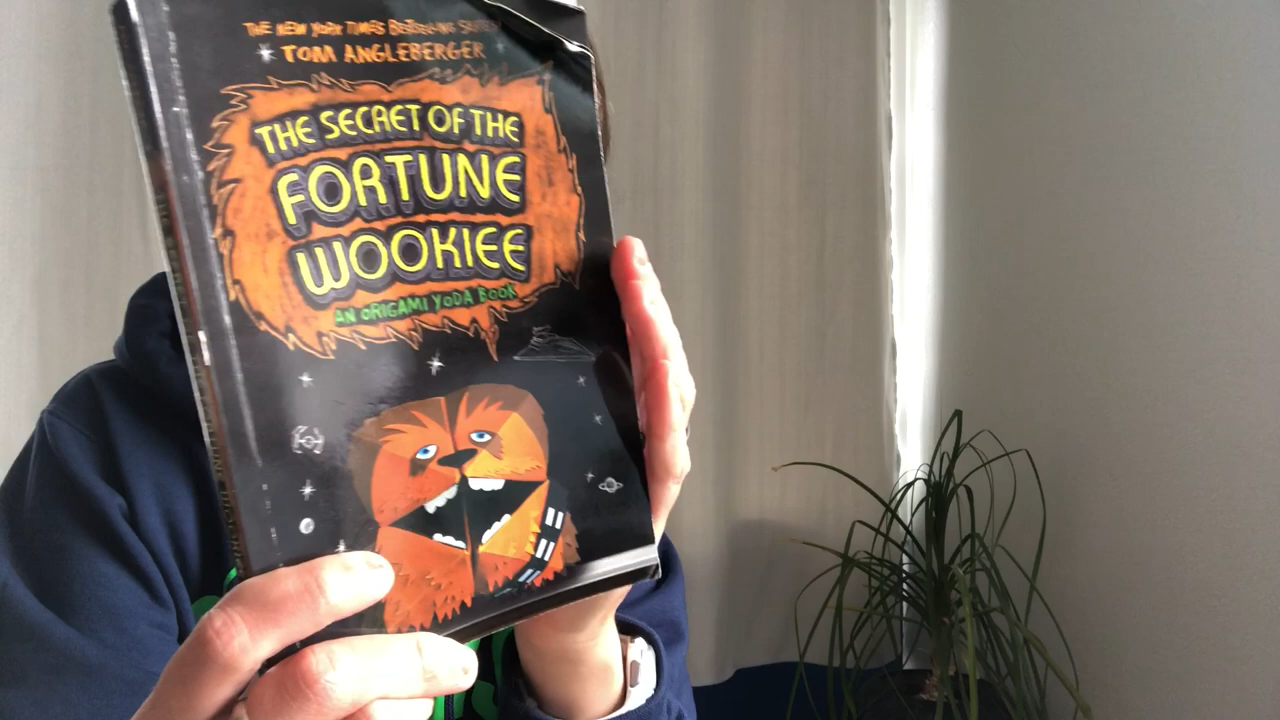 THE NEW YORK TIMES BESTSELLING SERIES
TOM ANGLEBERGER
THE SECRET OF THE
FORTUNE
WOOKIEE
AN ORIGAMI YODA BOOK